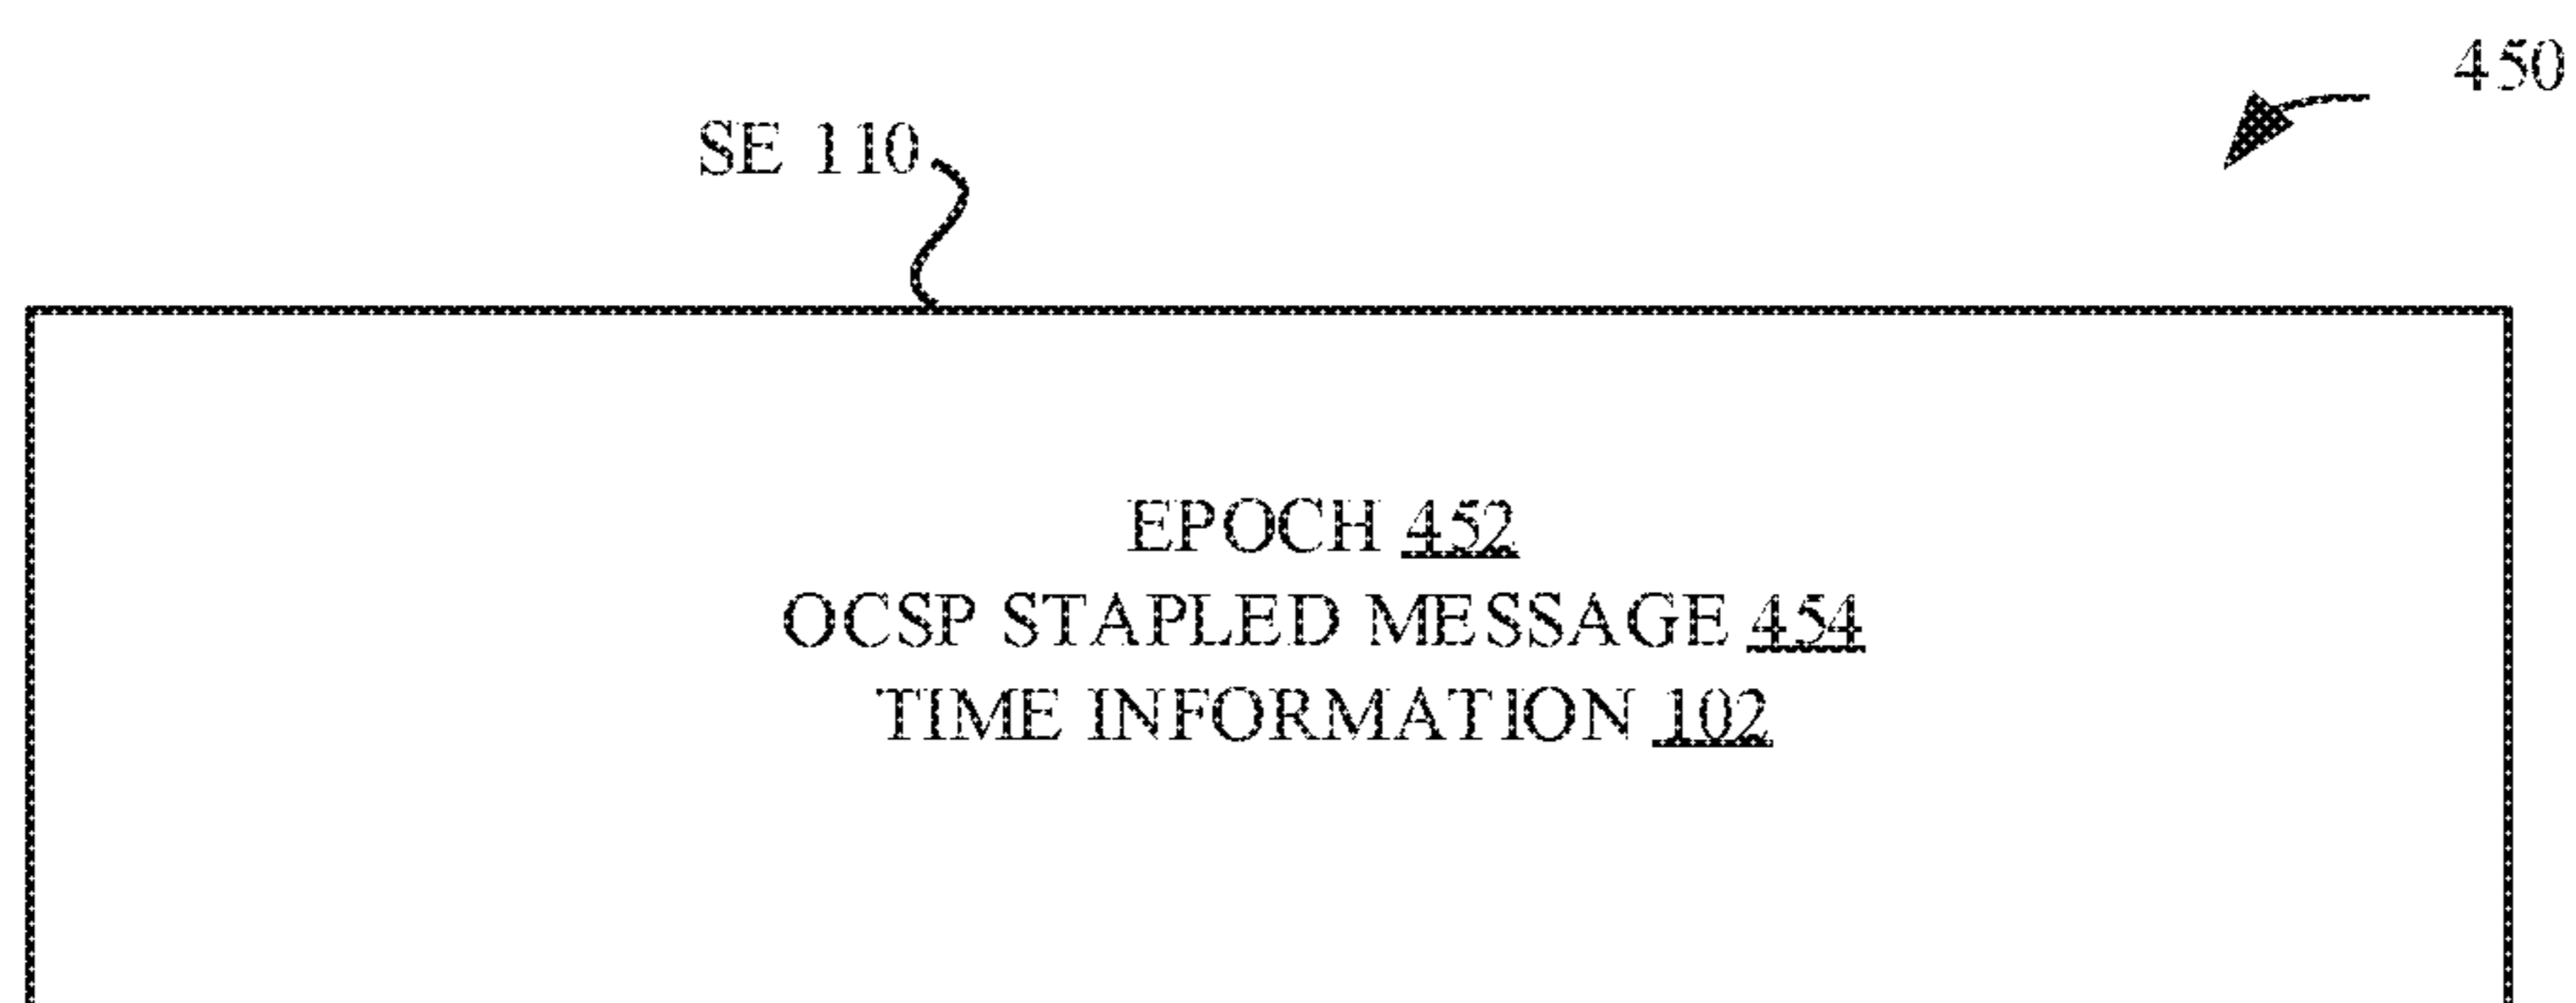 450
SE 110
EPOCH 452
OCSP STAPLED MESSAGE 454
TIME INFORMATION 102